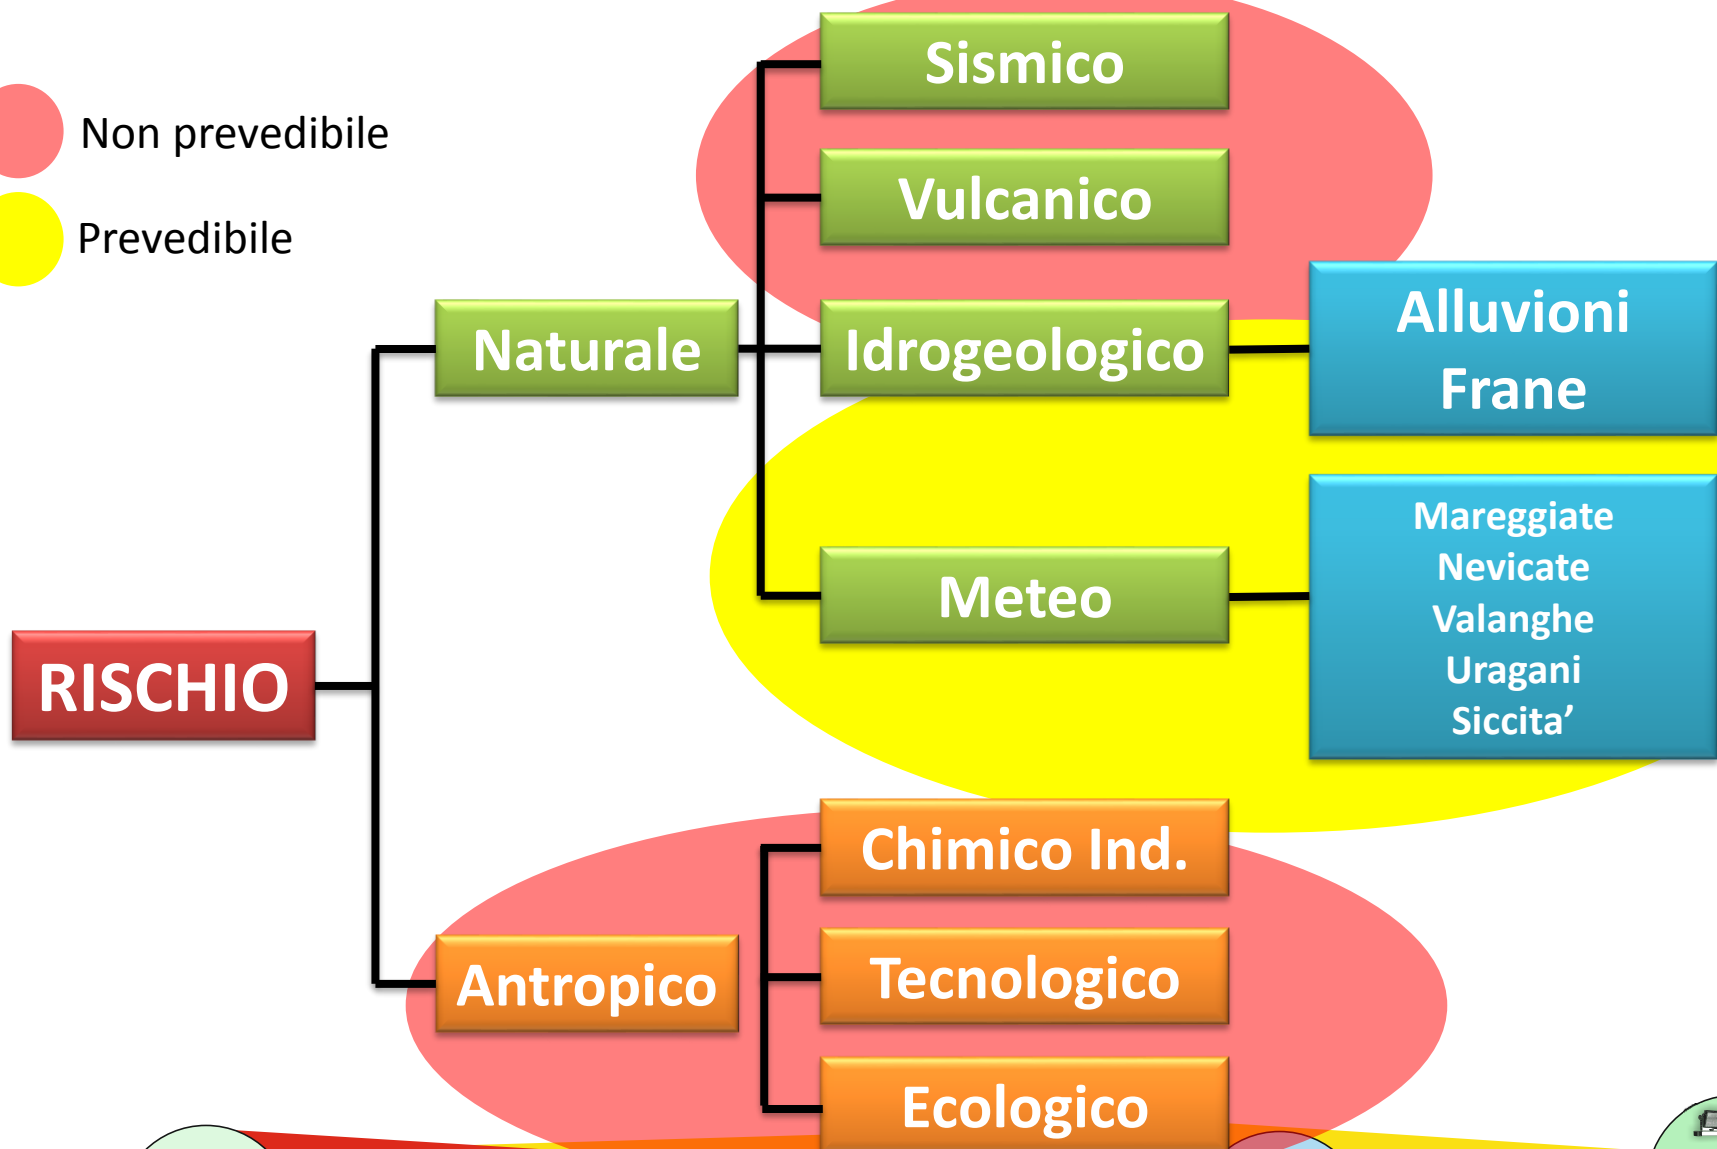 Non prevedibile
Prevedibile
RISCHIO
Naturale
Sismico
Vulcanico
Idrogeologico
Alluvioni
Frane
Meteo
Mareggiate
Nevicate
Valanghe
Uragani
Siccita’
Antropico
Chimico Ind.
Tecnologico
Ecologico